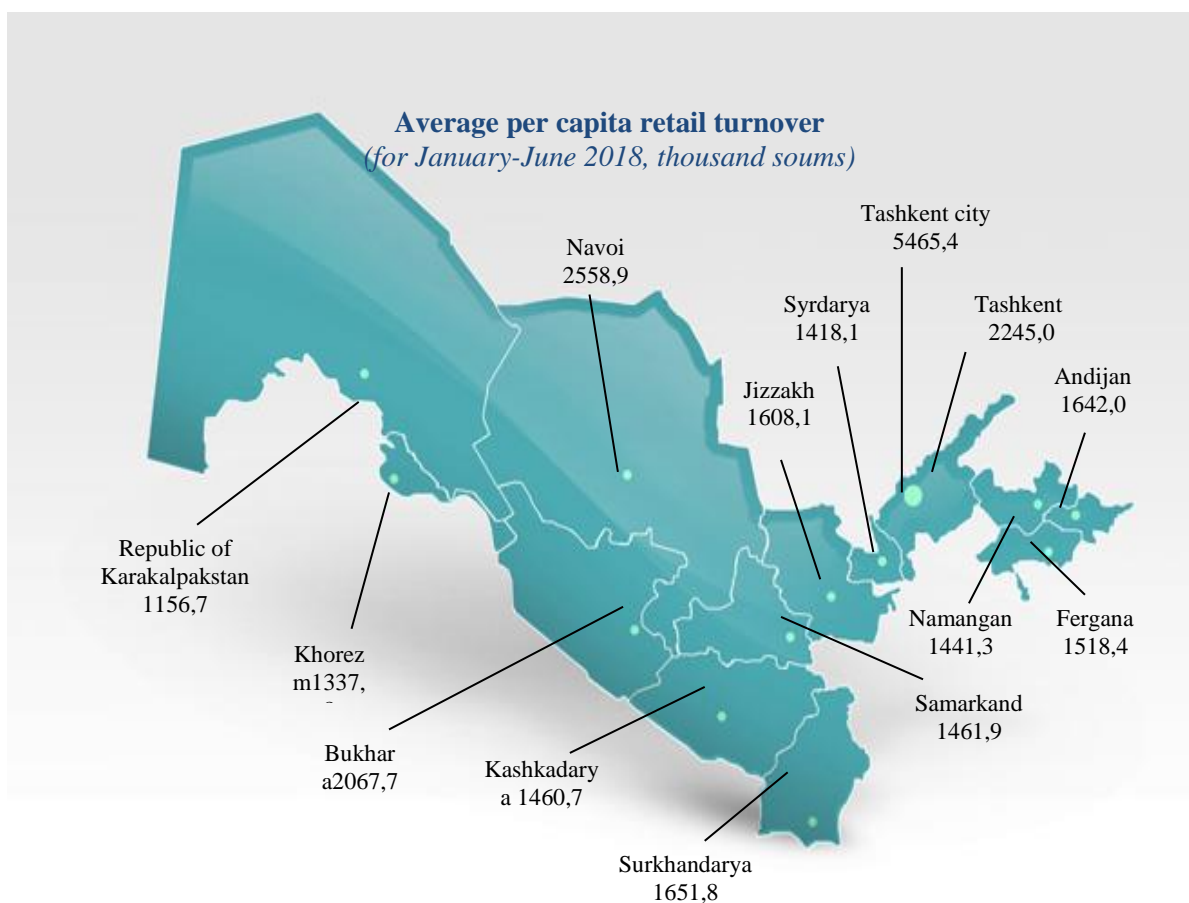 Average per capita retail turnover
(for January-June 2018, thousand soums)
Tashkent city
5465,4
Navoi
2558,9
Syrdarya
1418,1
Tashkent
2245,0
Jizzakh
1608,1
Andijan
1642,0
Republic of
Karakalpakstan
1156,7
Khorez
m1337,
Namangan
1441,3
Fergana
1518,4
Samarkand
1461,9
Bukhar
a2067,7
Kashkadary
a 1460,7
Surkhandarya
1651,8